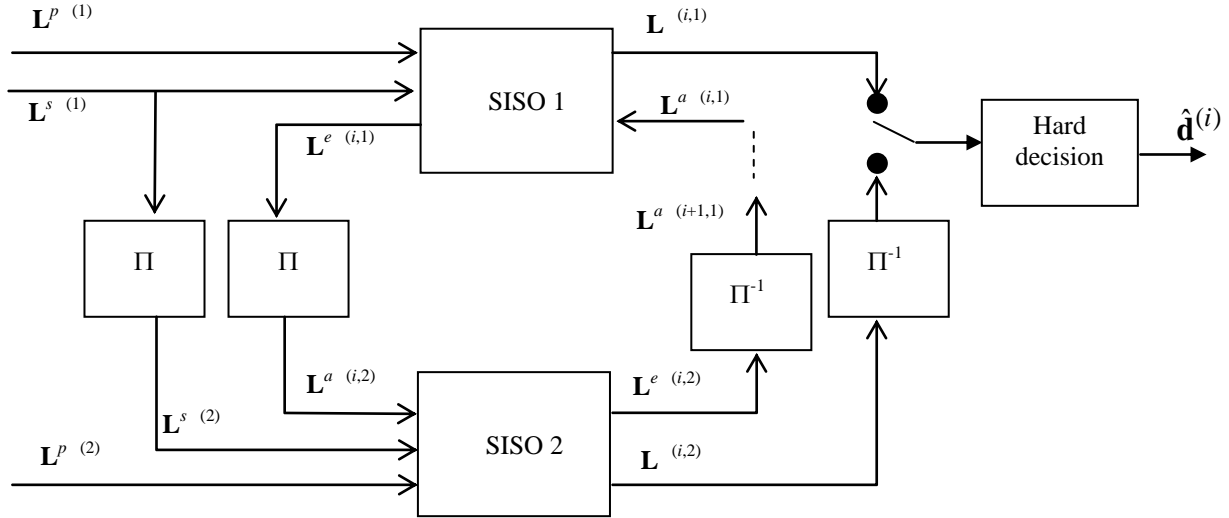 L^p (1)
L (i,1)
L^s (1)
SISO 1
L^a (i,1)
L^e (i,1)
Hard
decision
d̂^(i)
L^a (i+1,1)
Π
Π
Π^-1
Π^-1
L^a (i,2)
L^e (i,2)
L^s (2)
SISO 2
L^p (2)
L (i,2)